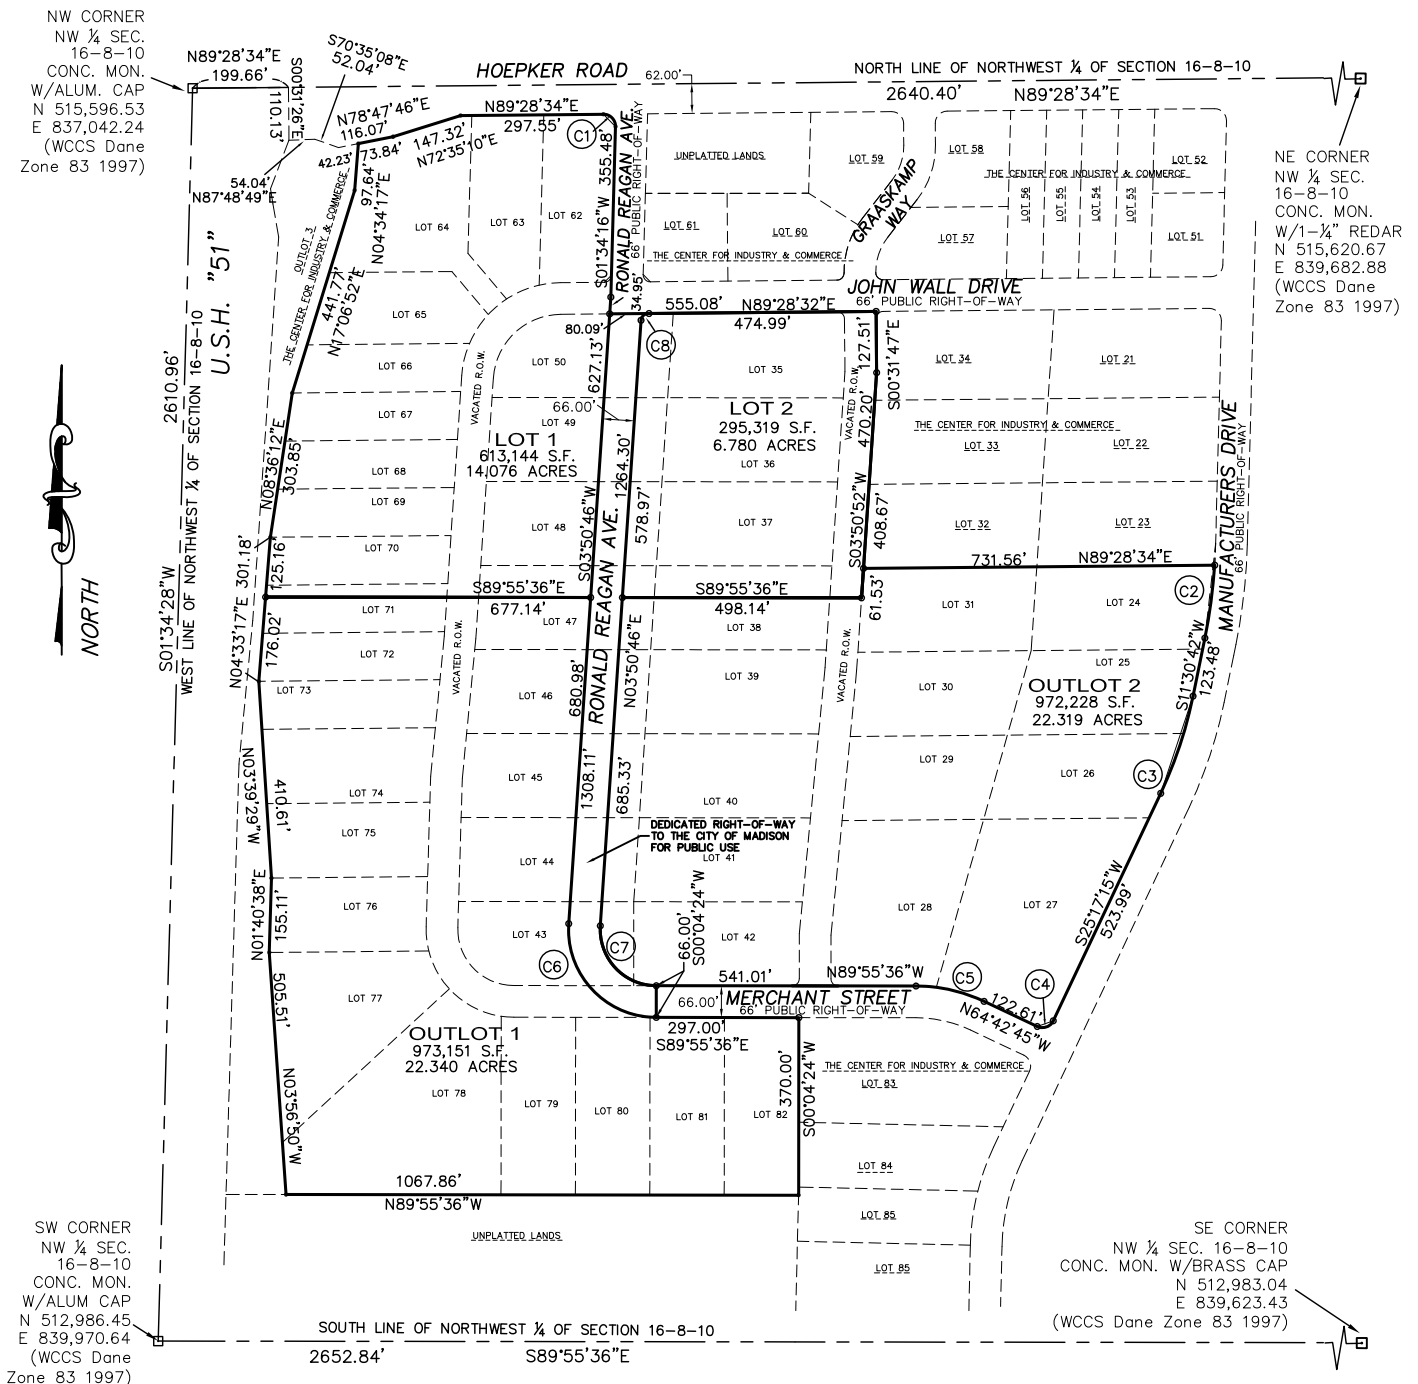 NW CORNER
NW ¼ SEC.
16-8-10
CONC. MON.
W/ALUM. CAP
N 515,596.53
E 837,042.24
(WCCS Dane
Zone 83 1997)
N89°28'34"E
199.66'
S00°31'26"E
110.13'
S70°35'08"E
52.04'
HOEPKER ROAD
62.00'
NORTH LINE OF NORTHWEST ¼ OF SECTION 16-8-10
2640.40'
N89°28'34"E
NE CORNER
NW ¼ SEC.
16-8-10
CONC. MON.
W/1-¼" REDAR
N 515,620.67
E 839,682.88
(WCCS Dane
Zone 83 1997)
N78°47'46"E
116.07'
N89°28'34"E
297.55'
C1
147.32'
N72°35'10"E
42.23'
73.84'
54.04'
N87°48'49"E
97.64'
N04°34'17"E
OUTLOT 3
THE CENTER FOR INDUSTRY & COMMERCE
441.77'
N17°06'52"E
U.S.H. "51"
LOT 64
LOT 63
LOT 62
355.48'
S01°34'16"W
RONALD REAGAN AVE.
66' PUBLIC RIGHT-OF-WAY
34.95'
UNPLATTED LANDS
LOT 59
LOT 61
LOT 60
THE CENTER FOR INDUSTRY & COMMERCE
GRAASKAMP
WAY
LOT 58
THE CENTER FOR INDUSTRY & COMMERCE
LOT 57
LOT 56
LOT 55
LOT 54
LOT 53
LOT 52
LOT 51
JOHN WALL DRIVE
66' PUBLIC RIGHT-OF-WAY
555.08'
N89°28'32"E
80.09'
474.99'
C8
LOT 65
LOT 66
LOT 67
LOT 68
LOT 69
LOT 70
VACATED R.O.W.
LOT 50
LOT 49
LOT 48
LOT 1
613,144 S.F.
14.076 ACRES
627.13'
66.00'
S03°50'46"W
1264.30'
578.97'
RONALD REAGAN AVE.
LOT 35
LOT 2
295,319 S.F.
6.780 ACRES
LOT 36
LOT 37
127.51'
S00°31'47"E
VACATED R.O.W.
470.20'
S03°50'52"W
408.67'
61.53'
LOT 34
LOT 21
THE CENTER FOR INDUSTRY & COMMERCE
LOT 33
LOT 22
LOT 32
LOT 23
MANUFACTURERS DRIVE
66' PUBLIC RIGHT-OF-WAY
731.56'
N89°28'34"E
2610.96'
S01°34'28"W
WEST LINE OF NORTHWEST ¼ OF SECTION 16-8-10
NORTH
N08°36'12"E
303.85'
N04°33'17"E 301.18'
125.16'
176.02'
S89°55'36"E
677.14'
S89°55'36"E
498.14'
LOT 71
LOT 72
LOT 73
LOT 47
LOT 46
LOT 45
LOT 44
LOT 43
VACATED R.O.W.
680.98'
1308.11'
N03°50'46"E
685.33'
LOT 38
LOT 39
LOT 40
LOT 41
LOT 42
DEDICATED RIGHT-OF-WAY
TO THE CITY OF MADISON
FOR PUBLIC USE
VACATED R.O.W.
LOT 31
LOT 24
C2
LOT 25
LOT 30
OUTLOT 2
972,228 S.F.
22.319 ACRES
S11°30'42"W
123.48'
LOT 29
LOT 26
C3
LOT 28
LOT 27
S25°17'15"W
523.99'
N03°39'29"W
410.61'
N01°40'38"E
155.11'
505.51'
N03°56'50"W
LOT 74
LOT 75
LOT 76
LOT 77
C6
C7
66.00'
S00°04'24"W
541.01'
N89°55'36"W
C5
122.61'
C4
N64°42'45"W
66.00'
MERCHANT STREET
66' PUBLIC RIGHT-OF-WAY
297.00'
S89°55'36"E
OUTLOT 1
973,151 S.F.
22.340 ACRES
LOT 78
LOT 79
LOT 80
LOT 81
LOT 82
370.00'
S00°04'24"W
THE CENTER FOR INDUSTRY & COMMERCE
LOT 83
LOT 84
LOT 85
LOT 85
1067.86'
N89°55'36"W
UNPLATTED LANDS
SW CORNER
NW ¼ SEC.
16-8-10
CONC. MON.
W/ALUM CAP
N 512,986.45
E 839,970.64
(WCCS Dane
Zone 83 1997)
SE CORNER
NW ¼ SEC. 16-8-10
CONC. MON. W/BRASS CAP
N 512,983.04
E 839,623.43
(WCCS Dane Zone 83 1997)
SOUTH LINE OF NORTHWEST ¼ OF SECTION 16-8-10
2652.84'
S89°55'36"E